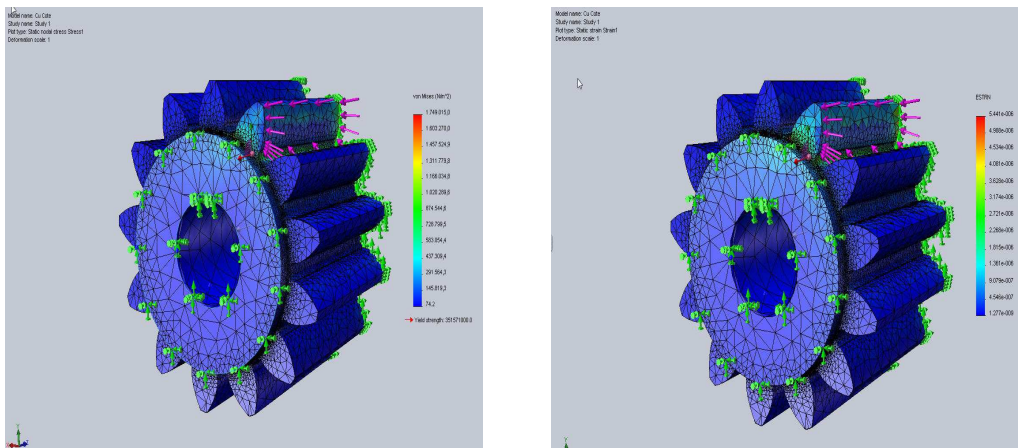 Model name: Cu Cote
Study name: Study 1
Plot type: Static nodal stress Stress1
Deformation scale: 1
von Mises (N/m^2)
1.749.015,0
1.603.270,0
1.457.524,9
1.311.779,8
1.166.034,8
1.020.289,6
874.544,6
728.799,5
583.054,4
437.309,4
291.564,3
145.819,3
74,2
Yield strength: 351571000,0
Y
Model name: Cu Cote
Study name: Study 1
Plot type: Static strain Strain1
Deformation scale: 1
ESTRN
5.441e-006
4.988e-006
4.534e-006
4.081e-006
3.628e-006
3.174e-006
2.721e-006
2.268e-006
1.815e-006
1.361e-006
9.079e-007
4.546e-007
1.277e-009
Y